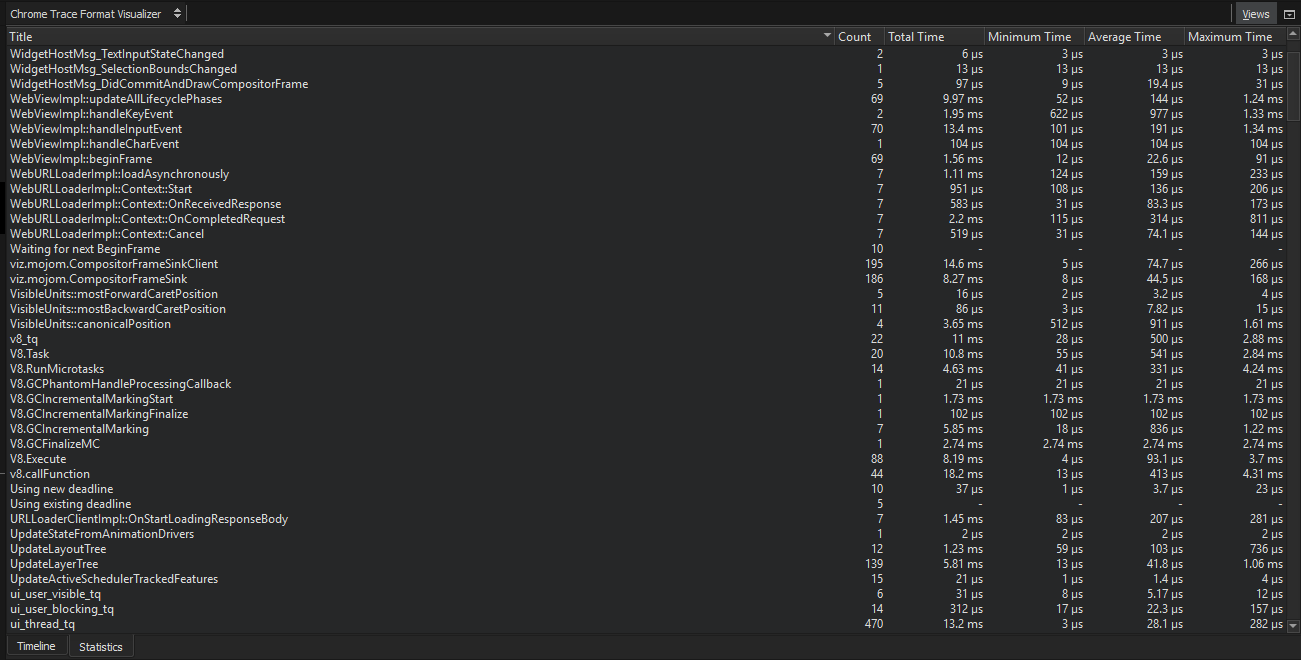 Chrome Trace Format Visualizer Views
Title Count Total Time Minimum Time Average Time Maximum Time
WidgetHostMsg_TextInputStateChanged 2 6 µs 3 µs 3 µs 3 µs
WidgetHostMsg_SelectionBoundsChanged 1 13 µs 13 µs 13 µs 13 µs
WidgetHostMsg_DidCommitAndDrawCompositorFrame 5 97 µs 9 µs 19.4 µs 31 µs
WebViewImpl::updateAllLifecyclePhases 69 9.97 ms 52 µs 144 µs 1.24 ms
WebViewImpl::handleKeyEvent 2 1.95 ms 622 µs 977 µs 1.33 ms
WebViewImpl::handleInputEvent 70 13.4 ms 101 µs 191 µs 1.34 ms
WebViewImpl::handleCharEvent 1 104 µs 104 µs 104 µs 104 µs
WebViewImpl::beginFrame 69 1.56 ms 12 µs 22.6 µs 91 µs
WebURLLoaderImpl::loadAsynchronously 7 1.11 ms 124 µs 159 µs 233 µs
WebURLLoaderImpl::Context::Start 7 951 µs 108 µs 136 µs 206 µs
WebURLLoaderImpl::Context::OnReceivedResponse 7 583 µs 31 µs 83.3 µs 173 µs
WebURLLoaderImpl::Context::OnCompletedRequest 7 2.2 ms 115 µs 314 µs 811 µs
WebURLLoaderImpl::Context::Cancel 7 519 µs 31 µs 74.1 µs 144 µs
Waiting for next BeginFrame 10 - - - -
viz.mojom.CompositorFrameSinkClient 195 14.6 ms 5 µs 74.7 µs 266 µs
viz.mojom.CompositorFrameSink 186 8.27 ms 8 µs 44.5 µs 168 µs
VisibleUnits::mostForwardCaretPosition 5 16 µs 2 µs 3.2 µs 4 µs
VisibleUnits::mostBackwardCaretPosition 11 86 µs 3 µs 7.82 µs 15 µs
VisibleUnits::canonicalPosition 4 3.65 ms 512 µs 911 µs 1.61 ms
v8_tq 22 11 ms 28 µs 500 µs 2.88 ms
V8.Task 20 10.8 ms 55 µs 541 µs 2.84 ms
V8.RunMicrotasks 14 4.63 ms 41 µs 331 µs 4.24 ms
V8.GCPhantomHandleProcessingCallback 1 21 µs 21 µs 21 µs 21 µs
V8.GCIncrementalMarkingStart 1 1.73 ms 1.73 ms 1.73 ms 1.73 ms
V8.GCIncrementalMarkingFinalize 1 102 µs 102 µs 102 µs 102 µs
V8.GCIncrementalMarking 7 5.85 ms 18 µs 836 µs 1.22 ms
V8.GCFinalizeMC 1 2.74 ms 2.74 ms 2.74 ms 2.74 ms
V8.Execute 88 8.19 ms 4 µs 93.1 µs 3.7 ms
v8.callFunction 44 18.2 ms 13 µs 413 µs 4.31 ms
Using new deadline 10 37 µs 1 µs 3.7 µs 23 µs
Using existing deadline 5 - - - -
URLLoaderClientImpl::OnStartLoadingResponseBody 7 1.45 ms 83 µs 207 µs 281 µs
UpdateStateFromAnimationDrivers 1 2 µs 2 µs 2 µs 2 µs
UpdateLayoutTree 12 1.23 ms 59 µs 103 µs 736 µs
UpdateLayerTree 139 5.81 ms 13 µs 41.8 µs 1.06 ms
UpdateActiveSchedulerTrackedFeatures 15 21 µs 1 µs 1.4 µs 4 µs
ui_user_visible_tq 6 31 µs 8 µs 5.17 µs 12 µs
ui_user_blocking_tq 14 312 µs 17 µs 22.3 µs 157 µs
ui_thread_tq 470 13.2 ms 3 µs 28.1 µs 282 µs
Timeline Statistics